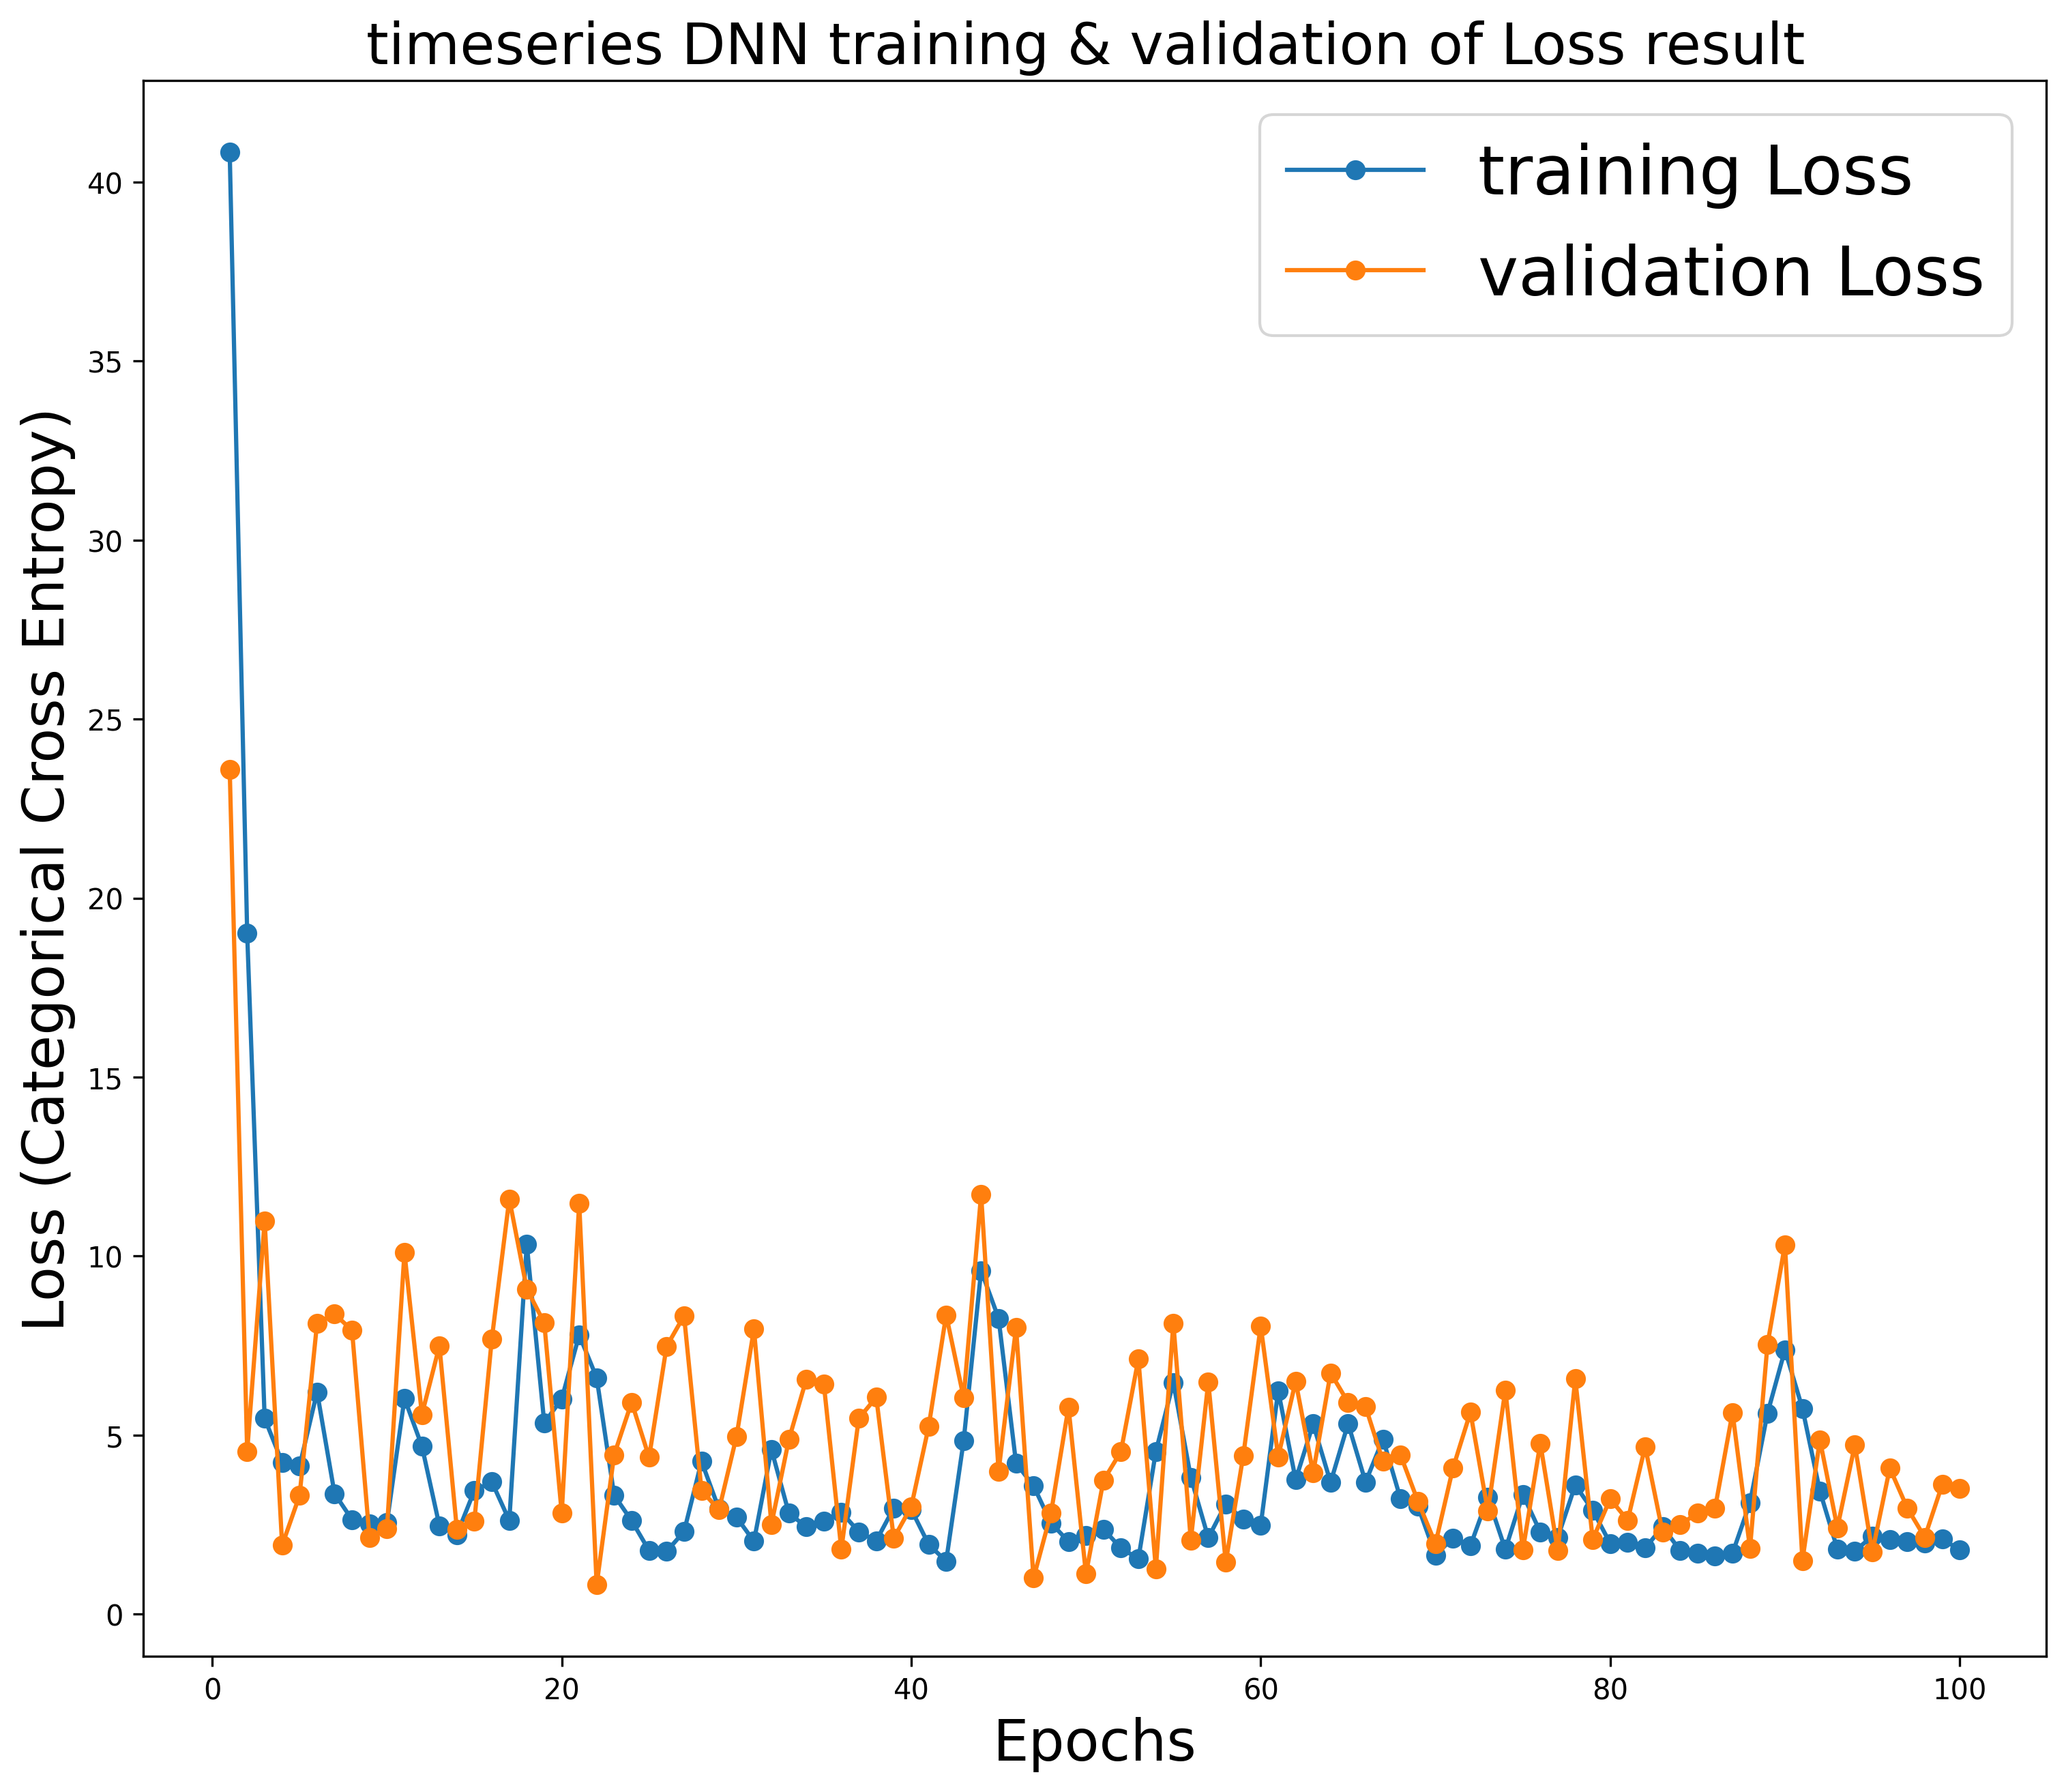 timeseries DNN training & validation of Loss result
training Loss
validation Loss
Loss (Categorical Cross Entropy)
40
35
30
25
20
15
10
5
0
0 20 40 60 80 100
Epochs